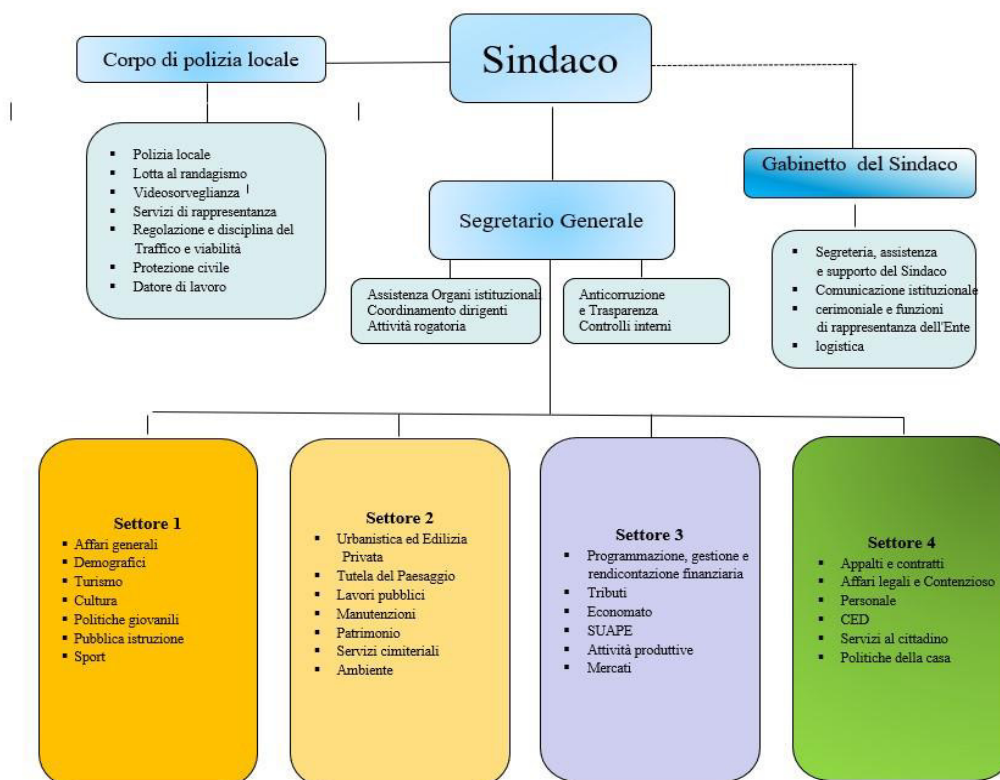 Sindaco
Corpo di polizia locale
▪ Polizia locale
▪ Lotta al randagismo
▪ Videosorveglianza
▪ Servizi di rappresentanza
▪ Regolazione e disciplina del
Traffico e viabilità
▪ Protezione civile
▪ Datore di lavoro
Gabinetto del Sindaco
▪ Segreteria, assistenza
e supporto del Sindaco
▪ Comunicazione istituzionale
▪ cerimoniale e funzioni
di rappresentanza dell'Ente
▪ logistica
Segretario Generale
Assistenza Organi istituzionali
Coordinamento dirigenti
Attività rogatoria
Anticorruzione
e Trasparenza
Controlli interni
Settore 1
▪ Affari generali
▪ Demografici
▪ Turismo
▪ Cultura
▪ Politiche giovanili
▪ Pubblica istruzione
▪ Sport
Settore 2
▪ Urbanistica ed Edilizia
Privata
▪ Tutela del Paesaggio
▪ Lavori pubblici
▪ Manutenzioni
▪ Patrimonio
▪ Servizi cimiteriali
▪ Ambiente
Settore 3
▪ Programmazione, gestione e
rendicontazione finanziaria
▪ Tributi
▪ Economato
▪ SUAPE
▪ Attività produttive
▪ Mercati
Settore 4
▪ Appalti e contratti
▪ Affari legali e Contenzioso
▪ Personale
▪ CED
▪ Servizi al cittadino
▪ Politiche della casa